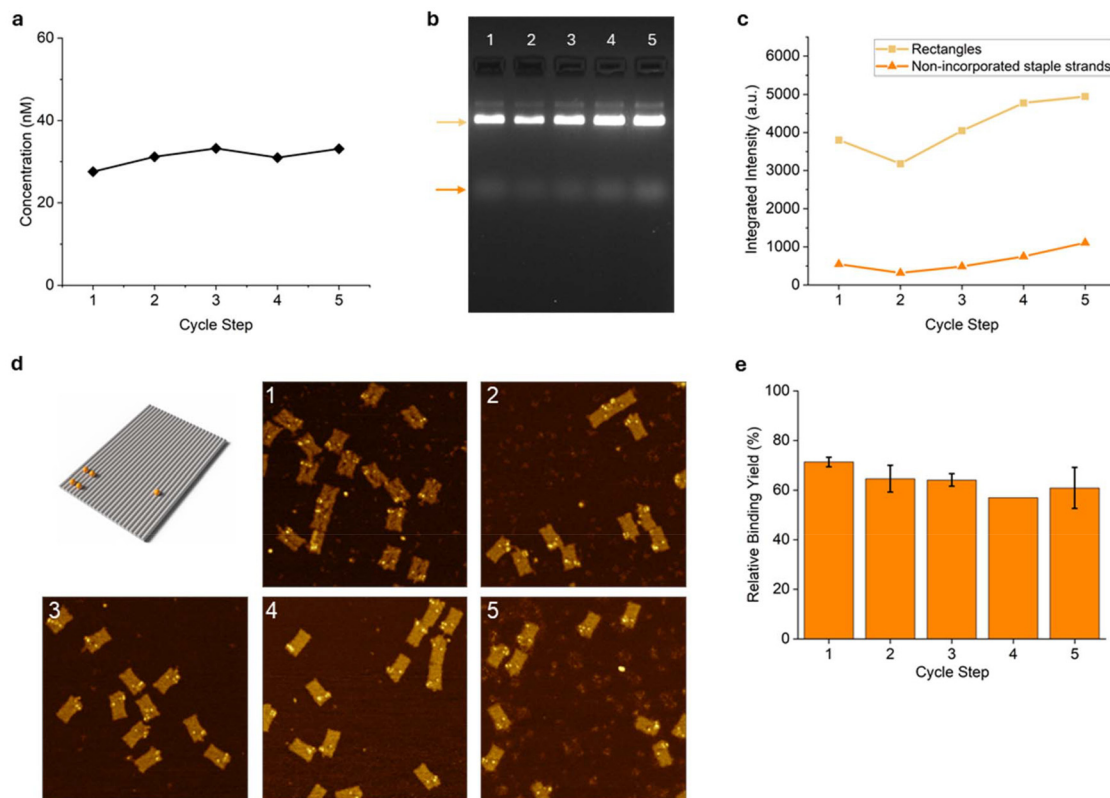 a
60
40
20
0
Concentration (nM)
1 2 3 4 5
Cycle Step
b
1 2 3 4 5
c
Rectangles
Non-incorporated staple strands
6000
5000
4000
3000
2000
1000
0
Integrated Intensity (a.u.)
1 2 3 4 5
Cycle Step
d
1
2
3
4
5
e
100
80
60
40
20
0
Relative Binding Yield (%)
1 2 3 4 5
Cycle Step